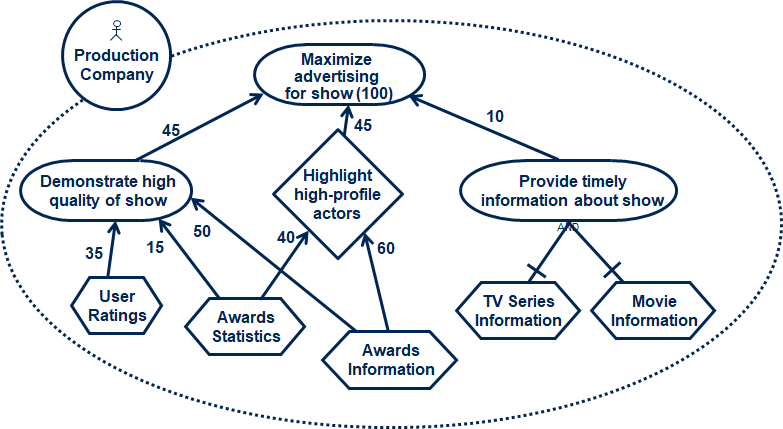 Production
Company
Maximize
advertising
for show (100)
45
45
10
Demonstrate high
quality of show
Highlight
high-profile
actors
Provide timely
information about show
35
15
50
40
60
AND
User
Ratings
Awards
Statistics
Awards
Information
TV Series
Information
Movie
Information